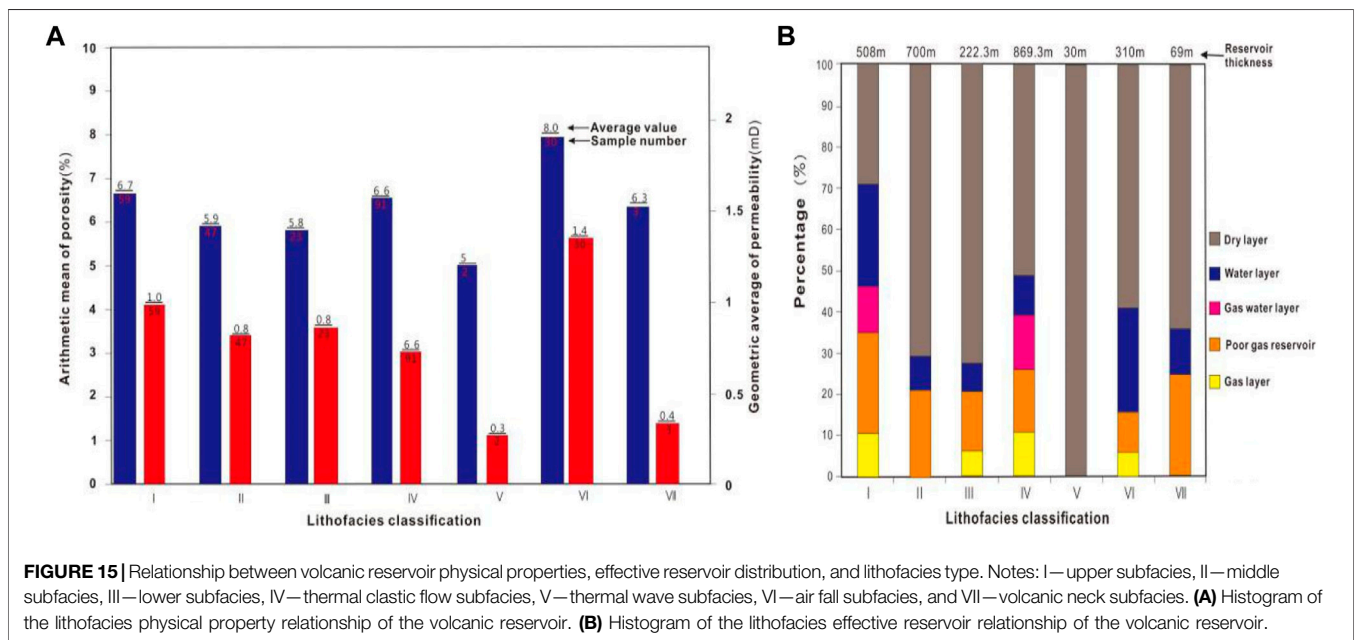 A
10
9
8
7
6
5
4
3
2
1
0
Arithmetic mean of porosity(%)
6.7
59
1.0
59
5.9
47
0.8
47
5.8
0.8
6.6
91
6.6
91
5
2
0.3
2
8.0
30
1.4
30
6.3
0.4
Average value
Sample number
2
1.5
1
0.5
0
Geometric average of permeability(mD)
I II II IV V VI VII
Lithofacies classification
B
508m 700m 222.3m 869.3m 30m 310m 69m
Reservoir
thickness
100
90
80
70
60
50
40
30
20
10
0
Percentage (%)
Dry layer
Water layer
Gas water layer
Poor gas reservoir
Gas layer
I II III IV V VI VII
Lithofacies classification
FIGURE 15 | Relationship between volcanic reservoir physical properties, effective reservoir distribution, and lithofacies type. Notes: I—upper subfacies, II—middle
subfacies, III—lower subfacies, IV—thermal clastic flow subfacies, V—thermal wave subfacies, VI—air fall subfacies, and VII—volcanic neck subfacies. (A) Histogram of
the lithofacies physical property relationship of the volcanic reservoir. (B) Histogram of the lithofacies effective reservoir relationship of the volcanic reservoir.